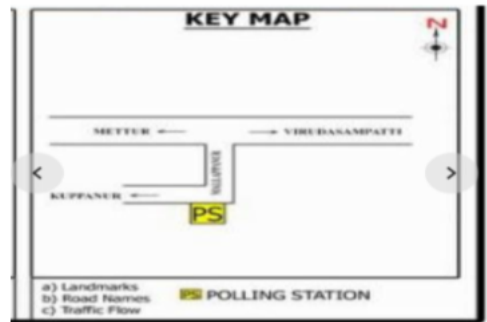 KEY MAP
N
METTUR
VIRUDASAMPATTI
KUPPANUR
PS
a) Landmarks
b) Road Names
c) Traffic Flow
PS POLLING STATION